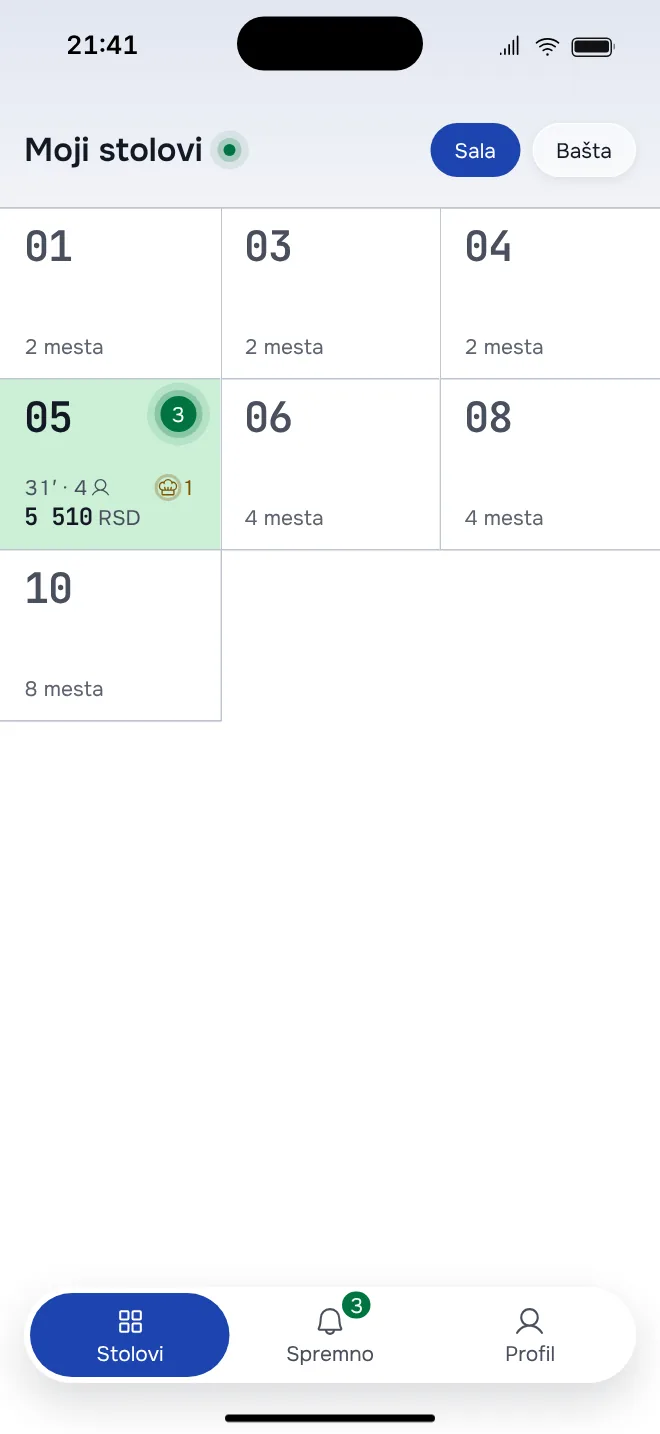 21:41
Moji stolovi
Sala
Bašta
01
03
04
2 mesta
2 mesta
2 mesta
05
3
06
08
31′ · 4
1
5 510 RSD
4 mesta
4 mesta
10
8 mesta
3
Stolovi
Spremno
Profil